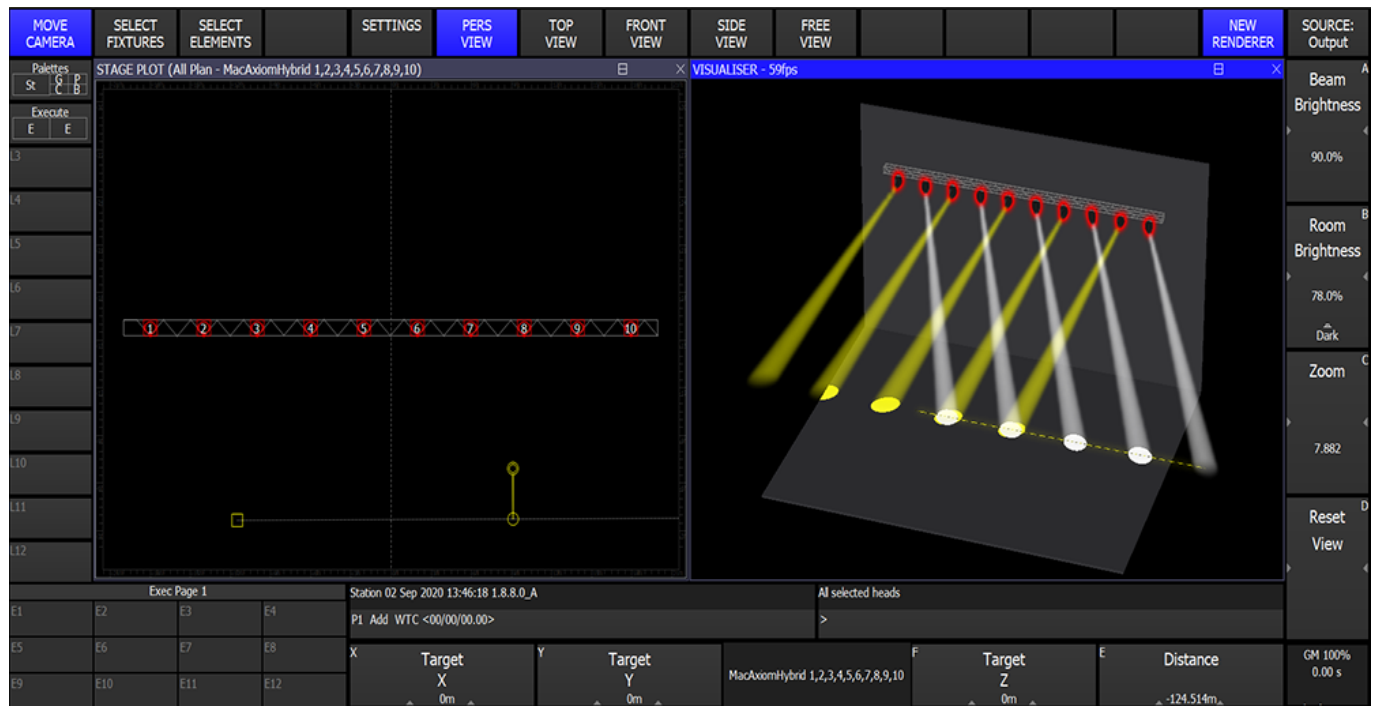 MOVE
CAMERA
SELECT
FIXTURES
SELECT
ELEMENTS
SETTINGS
PERS
VIEW
TOP
VIEW
FRONT
VIEW
SIDE
VIEW
FREE
VIEW
NEW
RENDERER
SOURCE:
Output
Palettes
St
G P
C B
Execute
E E
L3
L4
L5
L6
L7
L8
L9
L10
L11
L12
STAGE PLOT (All Plan - MacAxiomHybrid 1,2,3,4,5,6,7,8,9,10)
1 2 3 4 5 6 7 8 9 10
VISUALISER - 59fps
A
Beam
Brightness
90.0%
B
Room
Brightness
78.0%
Dark
C
Zoom
7.882
D
Reset
View
Exec Page 1
E1 E2 E3 E4
E5 E6 E7 E8
E9 E10 E11 E12
Station 02 Sep 2020 13:46:18 1.8.8.0_A
P1 Add WTC <00/00/00.00>
All selected heads
>
X
Target
X
0m
Y
Target
Y
0m
MacAxiomHybrid 1,2,3,4,5,6,7,8,9,10
F
Target
Z
0m
E
Distance
-124.514m
GM 100%
0.00 s